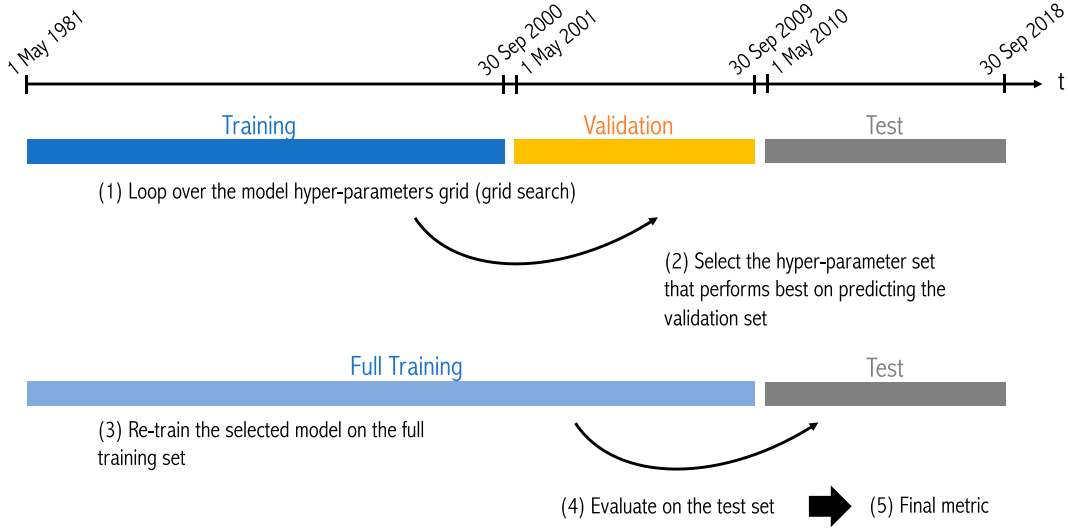 1 May 1981
30 Sep 2000
1 May 2001
30 Sep 2009
1 May 2010
30 Sep 2018
t
Training
Validation
Test
(1) Loop over the model hyper-parameters grid (grid search)
(2) Select the hyper-parameter set
that performs best on predicting the
validation set
Full Training
Test
(3) Re-train the selected model on the full
training set
(4) Evaluate on the test set
(5) Final metric